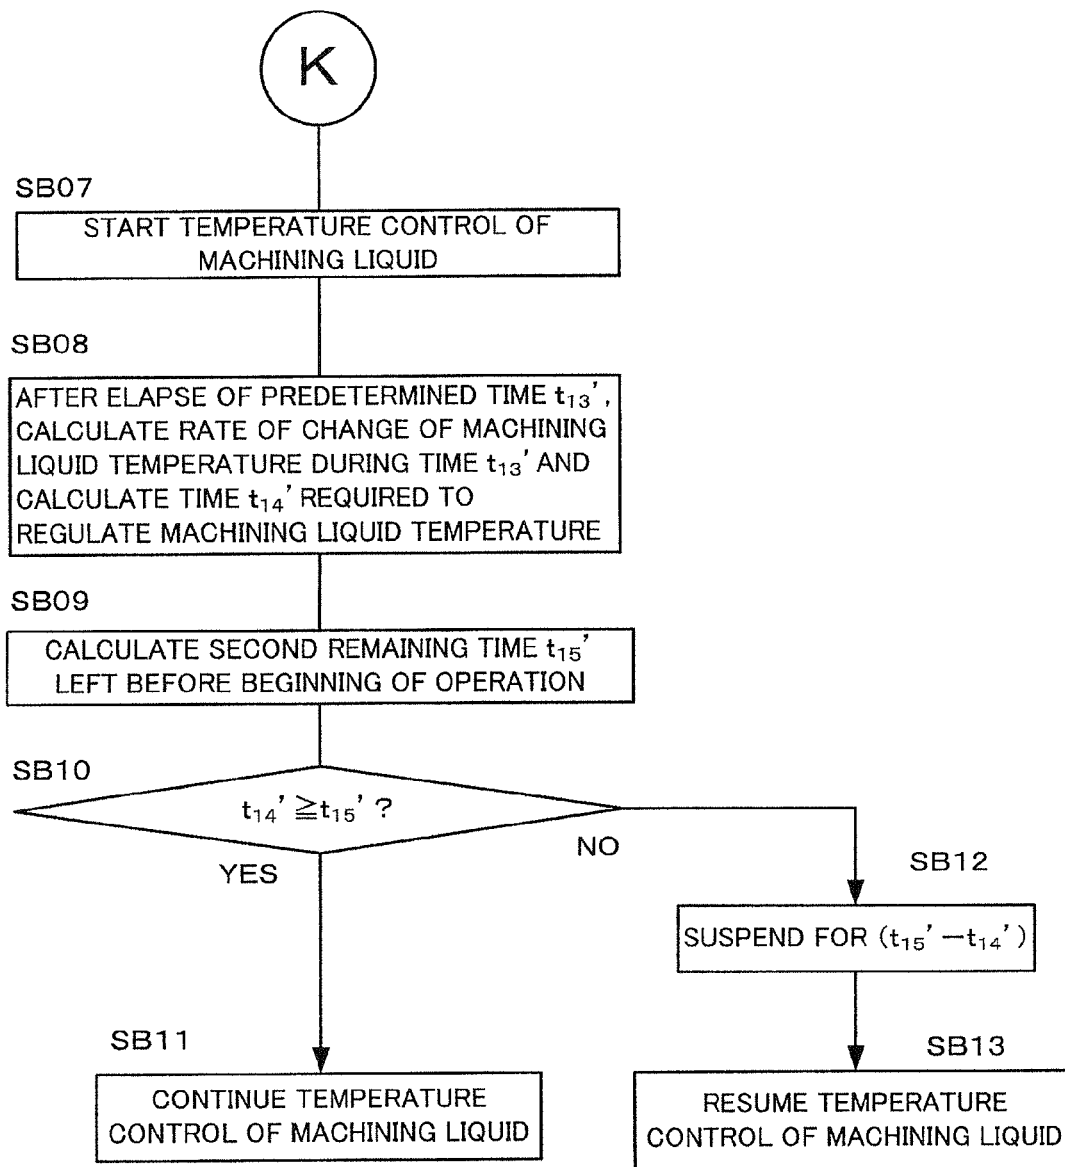 K
SB07
START TEMPERATURE CONTROL OF
MACHINING LIQUID
SB08
AFTER ELAPSE OF PREDETERMINED TIME t₁₃',
CALCULATE RATE OF CHANGE OF MACHINING
LIQUID TEMPERATURE DURING TIME t₁₃' AND
CALCULATE TIME t₁₄' REQUIRED TO
REGULATE MACHINING LIQUID TEMPERATURE
SB09
CALCULATE SECOND REMAINING TIME t₁₅'
LEFT BEFORE BEGINNING OF OPERATION
SB10
t₁₄' ≧ t₁₅' ?
YES
NO
SB12
SUSPEND FOR (t₁₅' −t₁₄' )
SB11
CONTINUE TEMPERATURE
CONTROL OF MACHINING LIQUID
SB13
RESUME TEMPERATURE
CONTROL OF MACHINING LIQUID